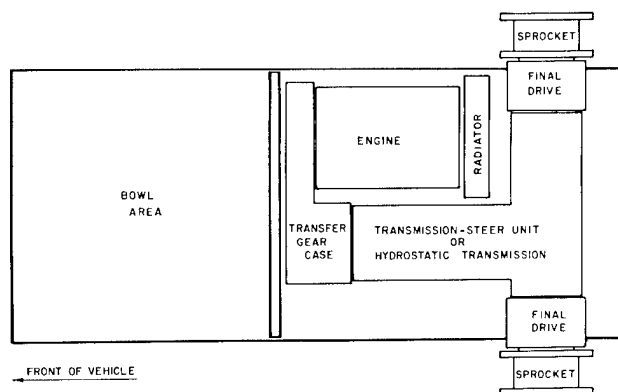 SPROCKET
FINAL
DRIVE
ENGINE
RADIATOR
BOWL
AREA
TRANSFER
GEAR
CASE
TRANSMISSION-STEER UNIT
OR
HYDROSTATIC TRANSMISSION
FINAL
DRIVE
SPROCKET
FRONT OF VEHICLE